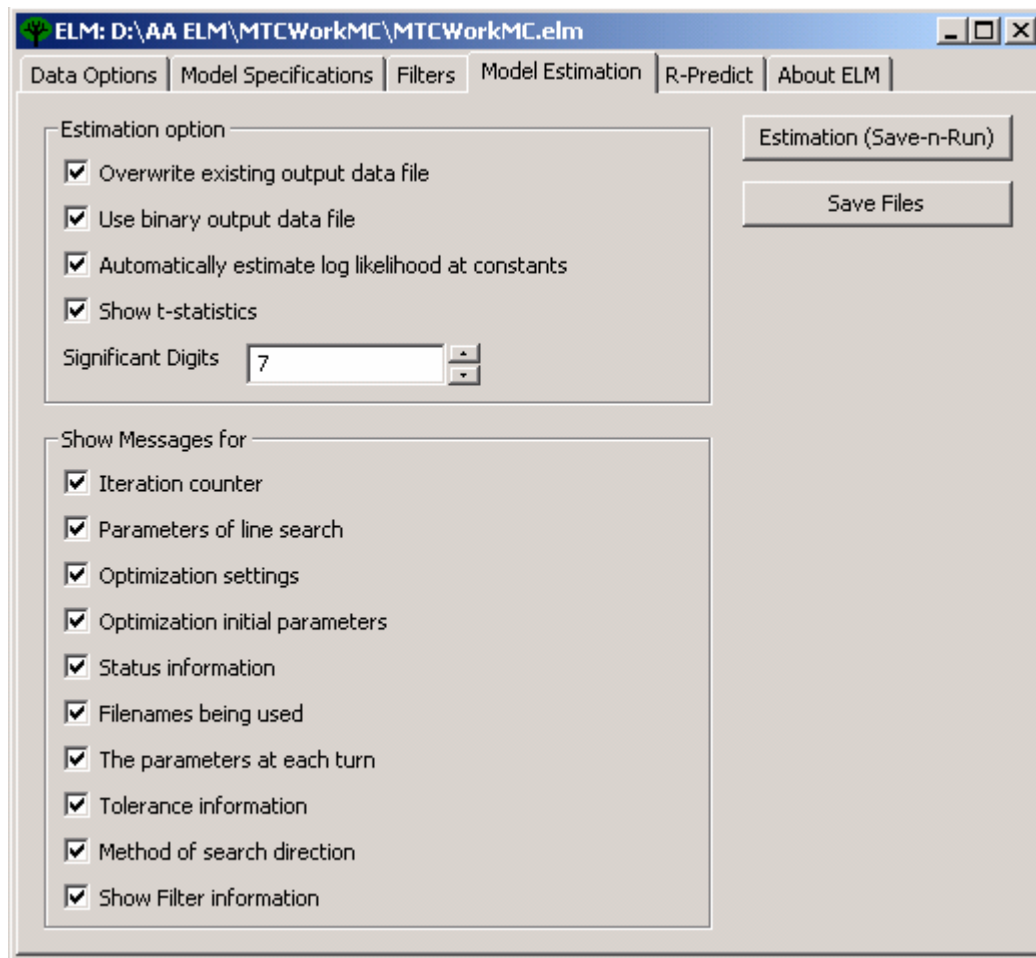 ELM: D:\AA ELM\MTCWorkMC\MTCWorkMC.elm
Data Options Model Specifications Filters Model Estimation R-Predict About ELM
Estimation option
Overwrite existing output data file
Use binary output data file
Automatically estimate log likelihood at constants
Show t-statistics
Significant Digits 7
Estimation (Save-n-Run)
Save Files
Show Messages for
Iteration counter
Parameters of line search
Optimization settings
Optimization initial parameters
Status information
Filenames being used
The parameters at each turn
Tolerance information
Method of search direction
Show Filter information